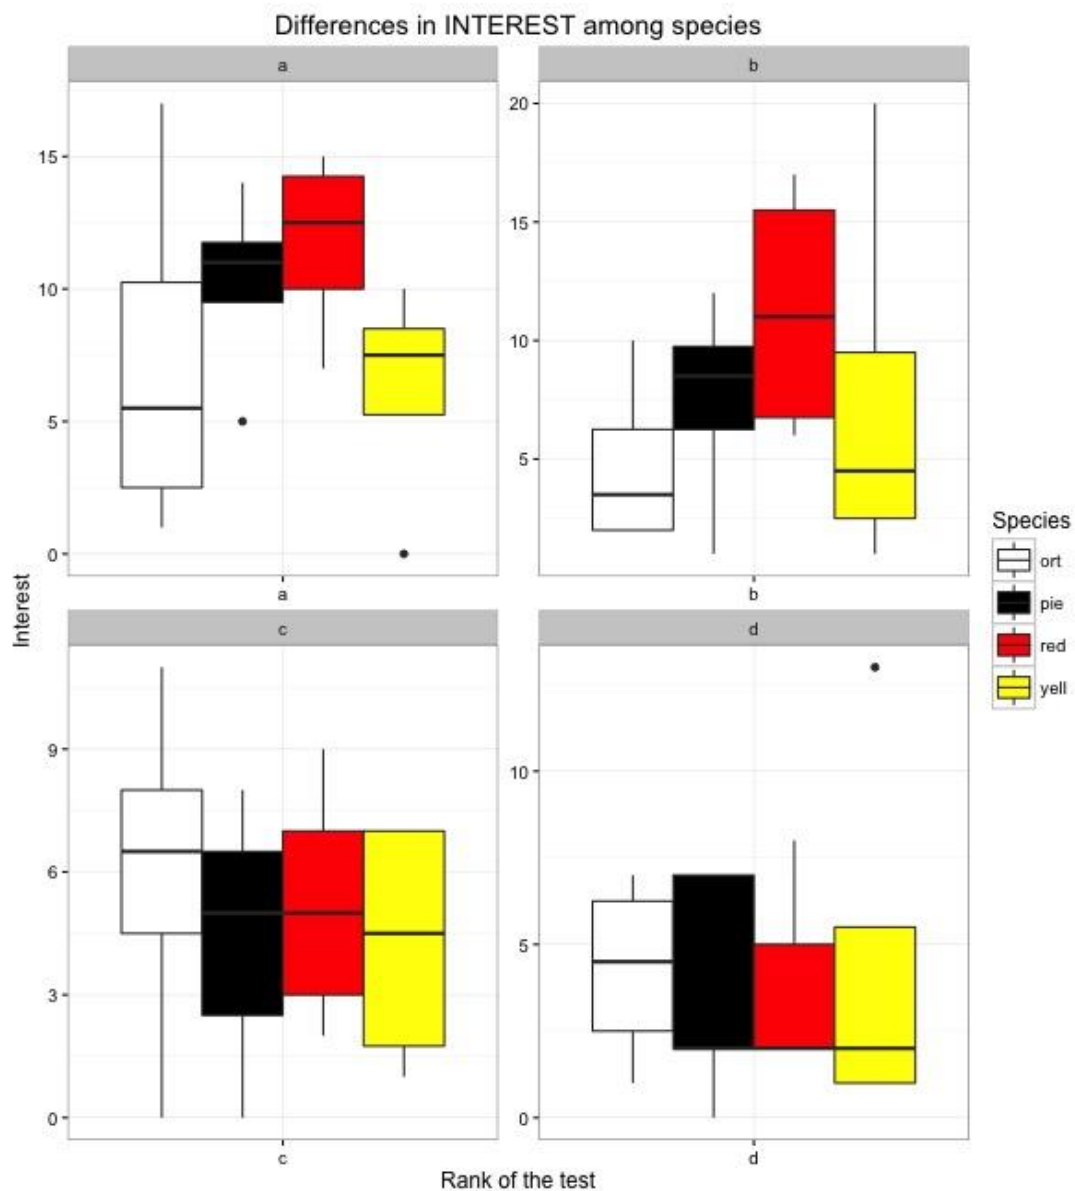 Differences in INTEREST among species
a
b
15
10
5
0
20
15
10
5
a
b
Interest
c
d
9
6
3
0
10
5
0
c
d
Rank of the test
Species
ort
pie
red
yell